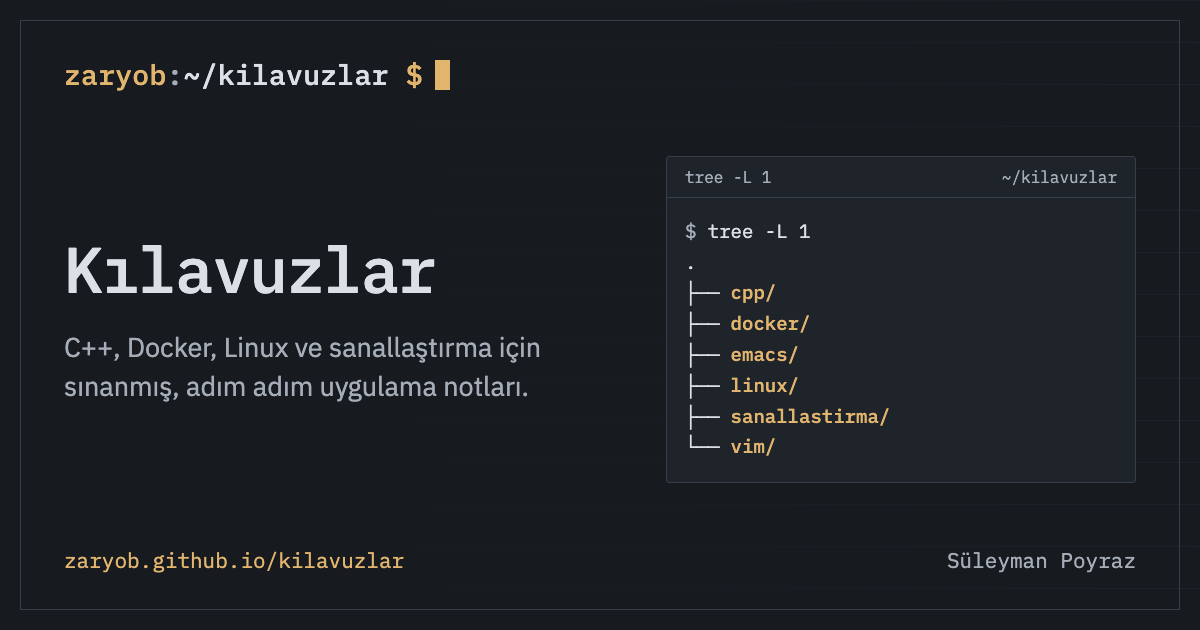 zaryob:~/kilavuzlar $
Kılavuzlar
C++, Docker, Linux ve sanallaştırma için
sınanmış, adım adım uygulama notları.
tree -L 1 ~/kilavuzlar
$ tree -L 1
.
├── cpp/
├── docker/
├── emacs/
├── linux/
├── sanallastirma/
└── vim/
zaryob.github.io/kilavuzlar
Süleyman Poyraz